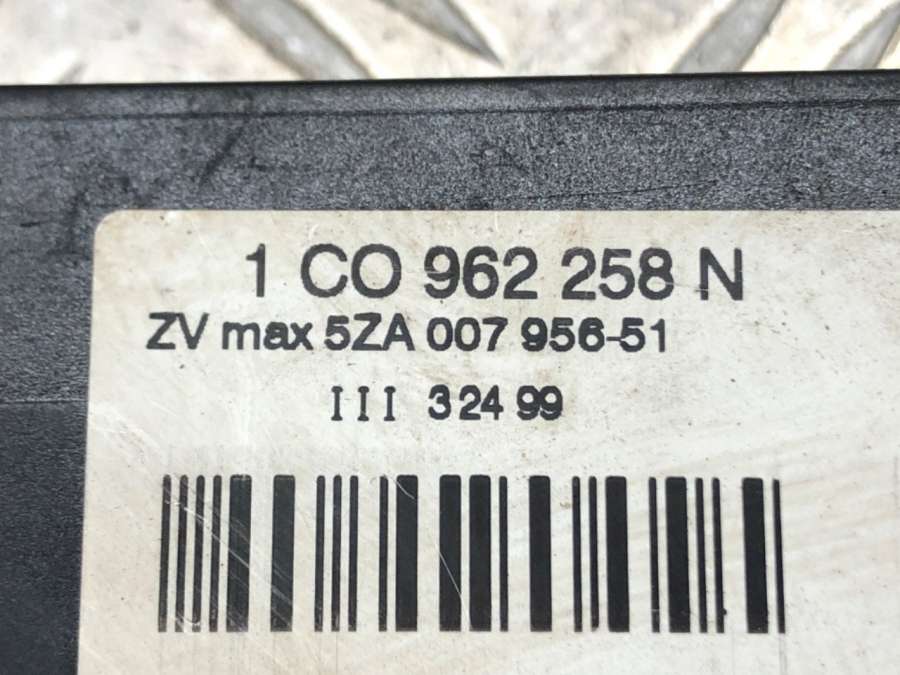 1 CO 962 258 N
ZV max 5ZA 007 956-51
III 32499